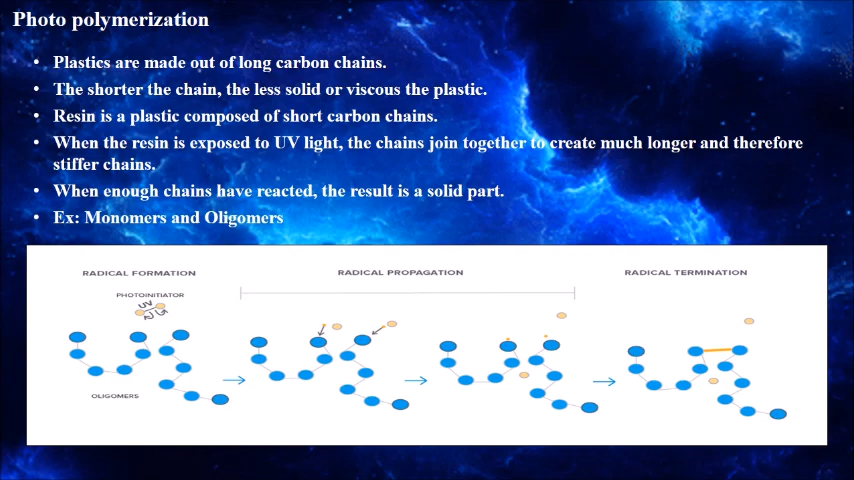 Photo polymerization
• Plastics are made out of long carbon chains.
• The shorter the chain, the less solid or viscous the plastic.
• Resin is a plastic composed of short carbon chains.
• When the resin is exposed to UV light, the chains join together to create much longer and therefore
stiffer chains.
• When enough chains have reacted, the result is a solid part.
• Ex: Monomers and Oligomers
RADICAL FORMATION
RADICAL PROPAGATION
RADICAL TERMINATION
PHOTOINITIATOR
UV
OLIGOMERS